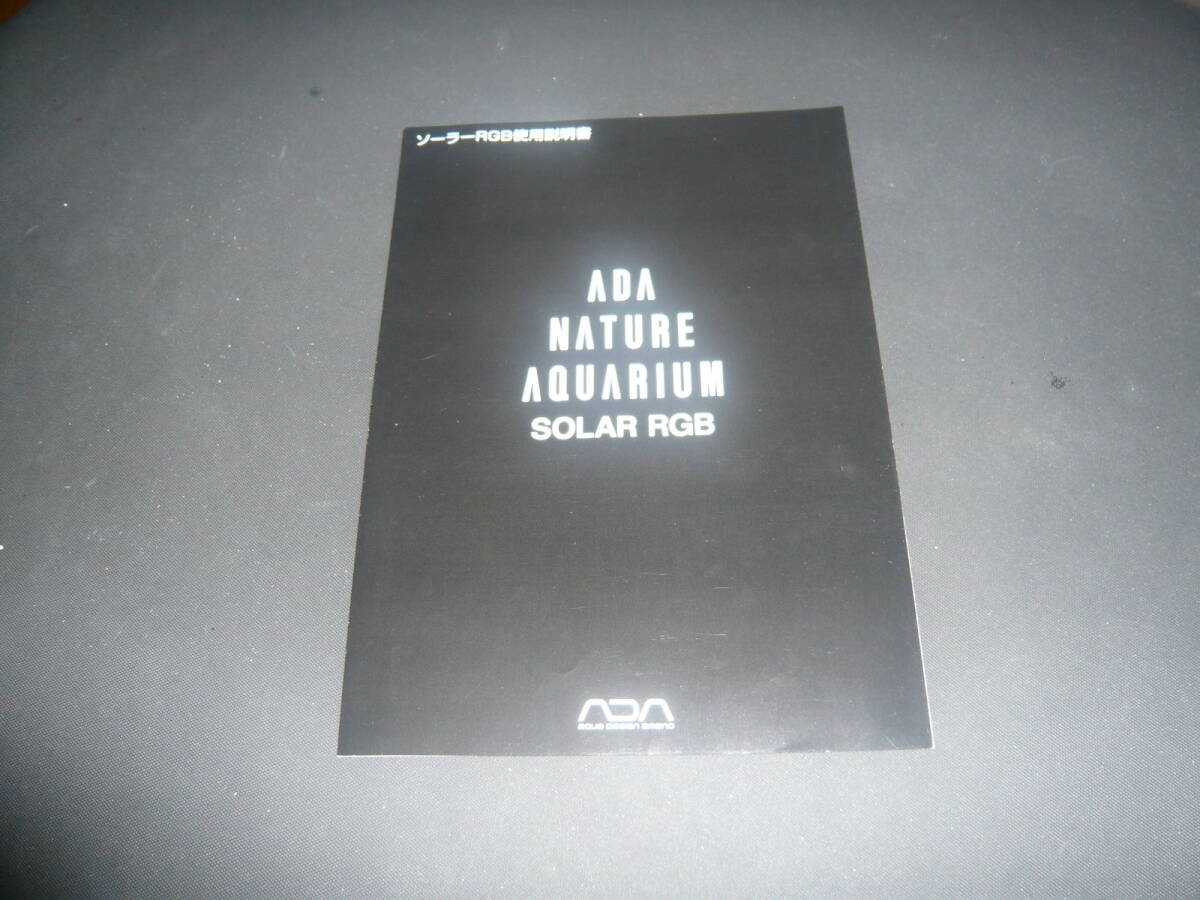 ソーラーRGB使用説明書
ADA
NATURE
AQUARIUM
SOLAR RGB
ADA
AQUA DESIGN AMANO